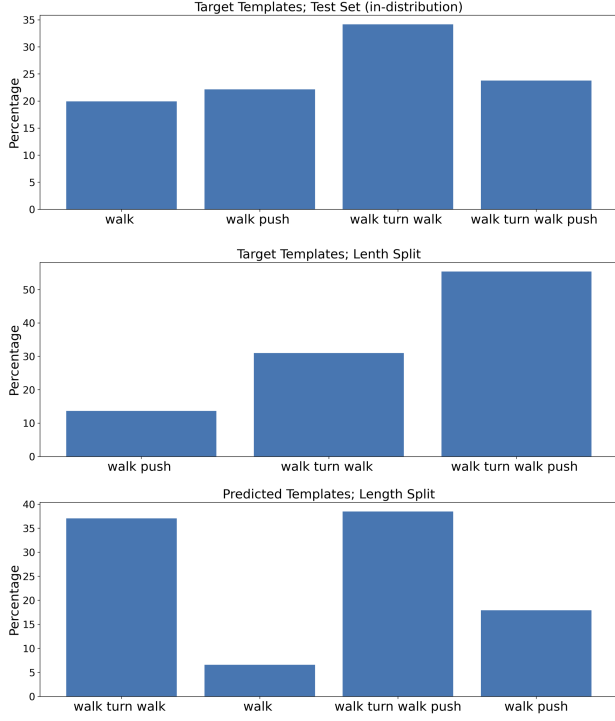 Target Templates; Test Set (in-distribution)
Percentage
35
30
25
20
15
10
5
0
walk walk push walk turn walk walk turn walk push
Target Templates; Lenth Split
Percentage
50
40
30
20
10
0
walk push walk turn walk walk turn walk push
Predicted Templates; Length Split
Percentage
40
35
30
25
20
15
10
5
0
walk turn walk walk walk turn walk push walk push